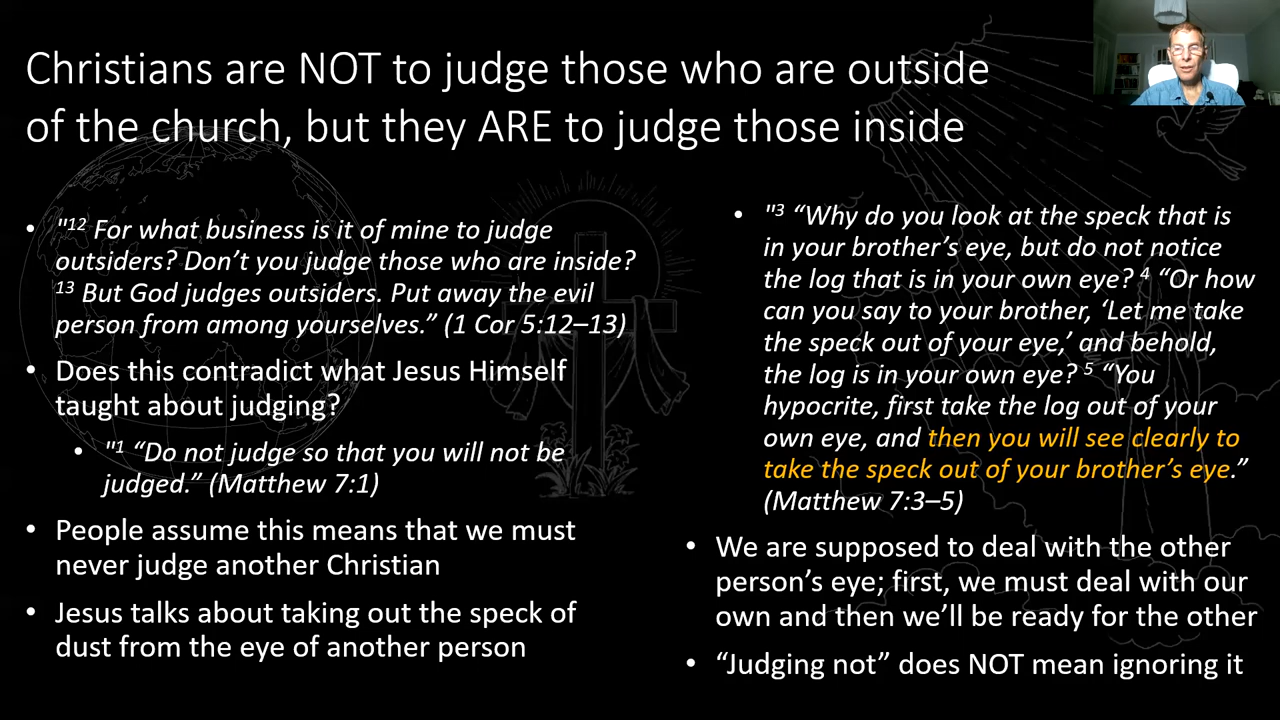 Christians are NOT to judge those who are outside
of the church, but they ARE to judge those inside
• "¹² For what business is it of mine to judge
outsiders? Don’t you judge those who are inside?
¹³ But God judges outsiders. Put away the evil
person from among yourselves.” (1 Cor 5:12–13)
• Does this contradict what Jesus Himself
taught about judging?
• "¹ “Do not judge so that you will not be
judged.” (Matthew 7:1)
• People assume this means that we must
never judge another Christian
• Jesus talks about taking out the speck of
dust from the eye of another person
• "³ “Why do you look at the speck that is
in your brother’s eye, but do not notice
the log that is in your own eye? ⁴ “Or how
can you say to your brother, ‘Let me take
the speck out of your eye,’ and behold,
the log is in your own eye? ⁵ “You
hypocrite, first take the log out of your
own eye, and then you will see clearly to
take the speck out of your brother’s eye.”
(Matthew 7:3–5)
• We are supposed to deal with the other
person’s eye; first, we must deal with our
own and then we’ll be ready for the other
• “Judging not” does NOT mean ignoring it